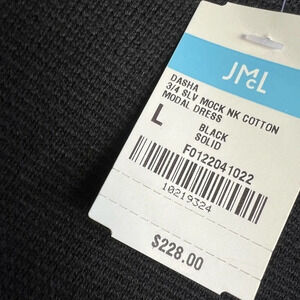 JMcL
DASHA
3/4 SLV MOCK NK COTTON
MODAL DRESS
L
BLACK
SOLID
F0122041022
10219324
$228.00